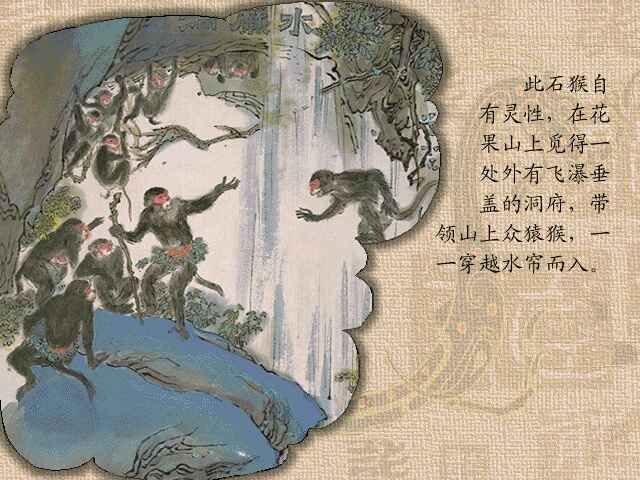 水
此石猴自
有灵性，在花
果山上觅得一
处外有飞瀑垂
盖的洞府，带
领山上众猿猴，一
一穿越水帘而入。